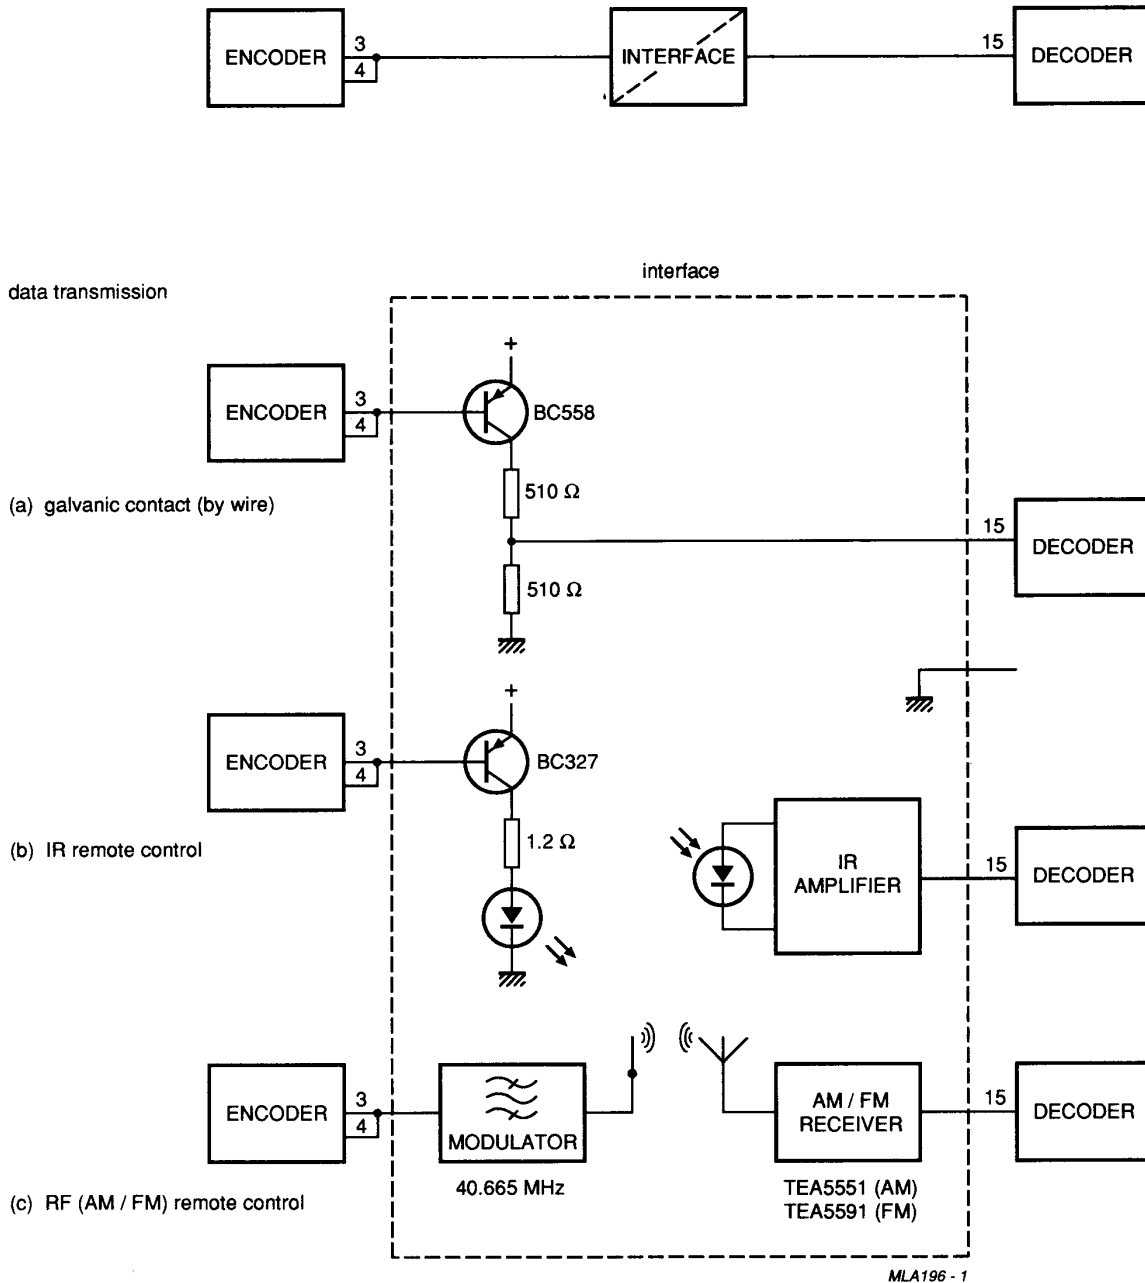 ENCODER
3
4
INTERFACE
15
DECODER
interface
data transmission
+
ENCODER
3
4
BC558
(a) galvanic contact (by wire)
510 Ω
15
DECODER
510 Ω
+
ENCODER
3
4
BC327
(b) IR remote control
1.2 Ω
IR
AMPLIFIER
15
DECODER
ENCODER
3
4
MODULATOR
AM / FM
RECEIVER
15
DECODER
40.665 MHz
TEA5551 (AM)
TEA5591 (FM)
(c) RF (AM / FM) remote control
MLA196 - 1